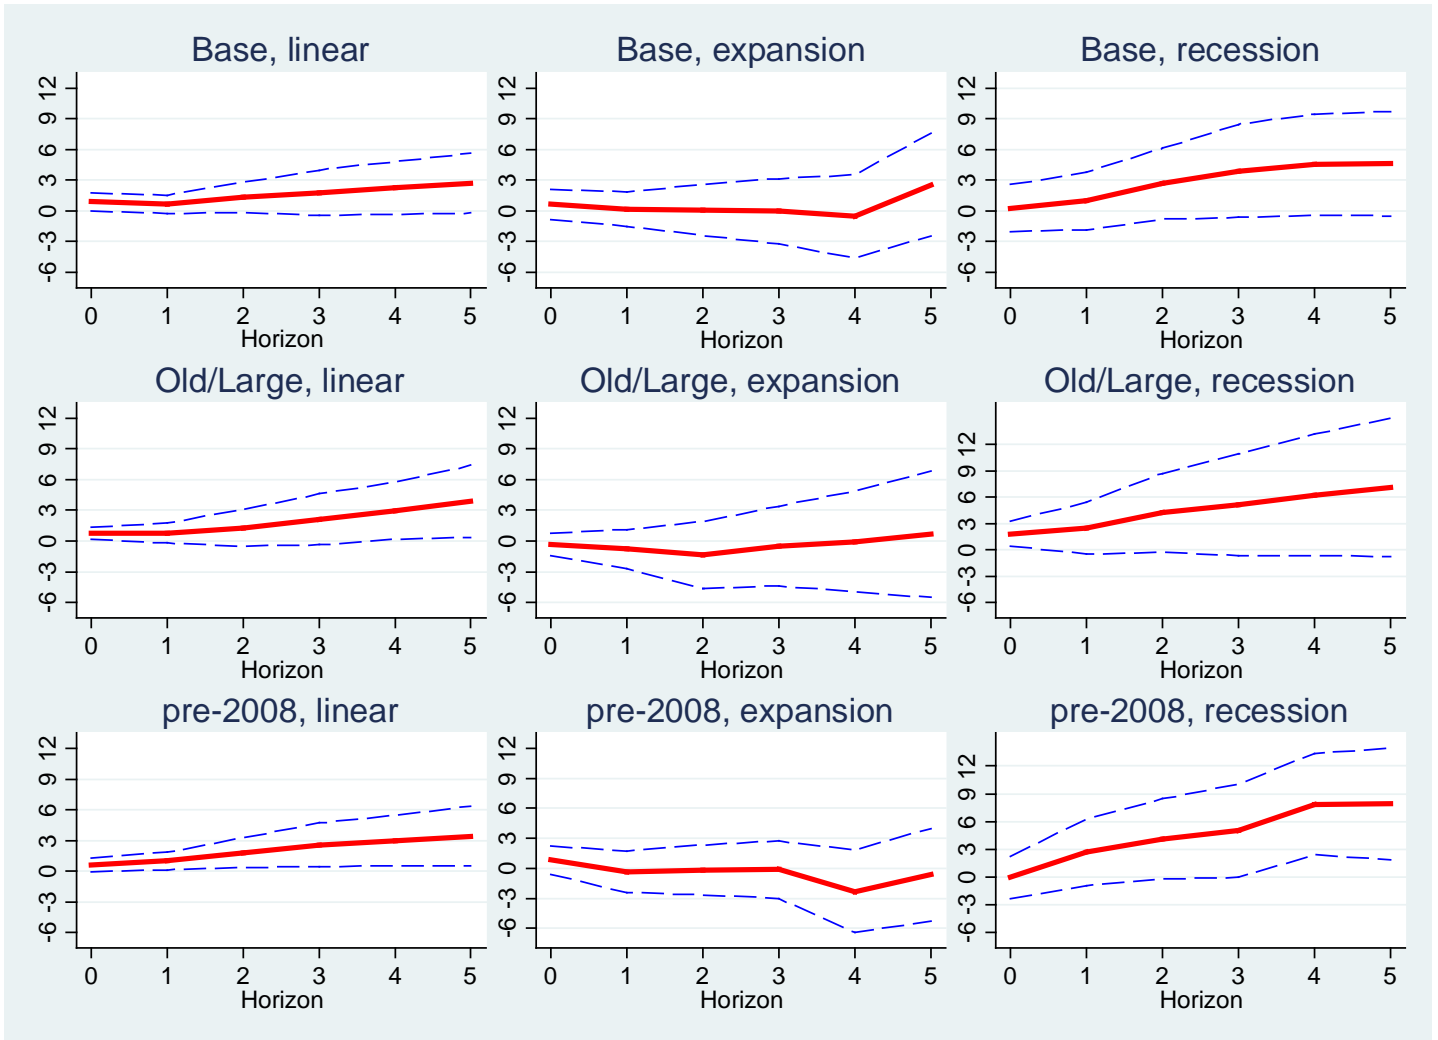 Base, linear
12
9
6
3
0
-3
-6
0 1 2 3 4 5
Horizon
Base, expansion
12
9
6
3
0
-3
-6
0 1 2 3 4 5
Horizon
Base, recession
12
9
6
3
0
-3
-6
0 1 2 3 4 5
Horizon
Old/Large, linear
12
9
6
3
0
-3
-6
0 1 2 3 4 5
Horizon
Old/Large, expansion
12
9
6
3
0
-3
-6
0 1 2 3 4 5
Horizon
Old/Large, recession
12
9
6
3
0
-3
-6
0 1 2 3 4 5
Horizon
pre-2008, linear
12
9
6
3
0
-3
-6
0 1 2 3 4 5
Horizon
pre-2008, expansion
12
9
6
3
0
-3
-6
0 1 2 3 4 5
Horizon
pre-2008, recession
12
9
6
3
0
-3
-6
0 1 2 3 4 5
Horizon